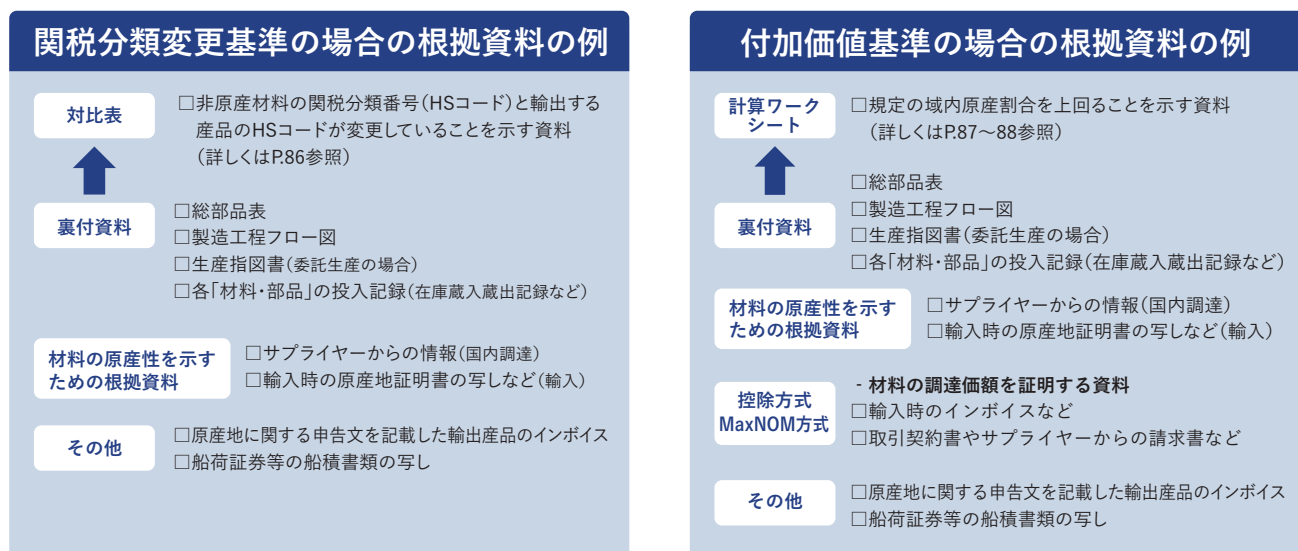 関税分類変更基準の場合の根拠資料の例
対比表
□非原産材料の関税分類番号(HSコード)と輸出する
産品のHSコードが変更していることを示す資料
(詳しくはP.86参照)
裏付資料
□総部品表
□製造工程フロー図
□生産指図書(委託生産の場合)
□各「材料・部品」の投入記録(在庫蔵入蔵出記録など)
材料の原産性を示す
ための根拠資料
□サプライヤーからの情報(国内調達)
□輸入時の原産地証明書の写しなど(輸入)
その他
□原産地に関する申告文を記載した輸出産品のインボイス
□船荷証券等の船積書類の写し
付加価値基準の場合の根拠資料の例
計算ワーク
シート
□規定の域内原産割合を上回ることを示す資料
(詳しくはP.87〜88参照)
裏付資料
□総部品表
□製造工程フロー図
□生産指図書(委託生産の場合)
□各「材料・部品」の投入記録(在庫蔵入蔵出記録など)
材料の原産性を示す
ための根拠資料
□サプライヤーからの情報(国内調達)
□輸入時の原産地証明書の写しなど(輸入)
控除方式
MaxNOM方式
- 材料の調達価額を証明する資料
□輸入時のインボイスなど
□取引契約書やサプライヤーからの請求書など
その他
□原産地に関する申告文を記載した輸出産品のインボイス
□船荷証券等の船積書類の写し